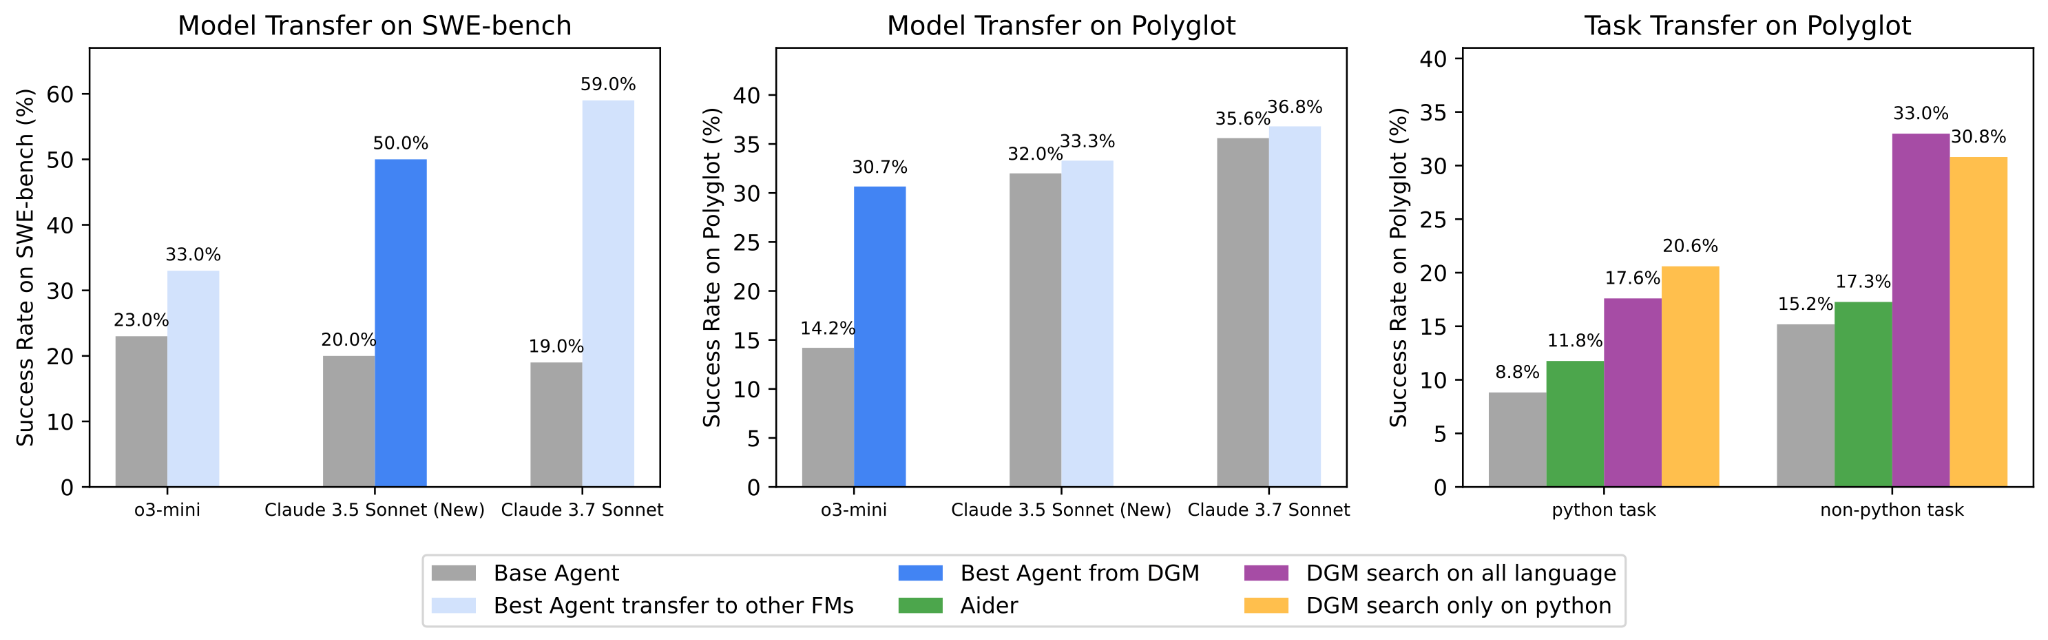 Model Transfer on SWE-bench
Success Rate on SWE-bench (%)
60
50
40
30
20
10
0
23.0%
33.0%
20.0%
50.0%
19.0%
59.0%
o3-mini
Claude 3.5 Sonnet (New)
Claude 3.7 Sonnet
Model Transfer on Polyglot
Success Rate on Polyglot (%)
40
35
30
25
20
15
10
5
0
14.2%
30.7%
32.0%
33.3%
35.6%
36.8%
o3-mini
Claude 3.5 Sonnet (New)
Claude 3.7 Sonnet
Task Transfer on Polyglot
Success Rate on Polyglot (%)
40
35
30
25
20
15
10
5
0
8.8%
11.8%
17.6%
20.6%
15.2%
17.3%
33.0%
30.8%
python task
non-python task
Base Agent
Best Agent transfer to other FMs
Best Agent from DGM
Aider
DGM search on all language
DGM search only on python